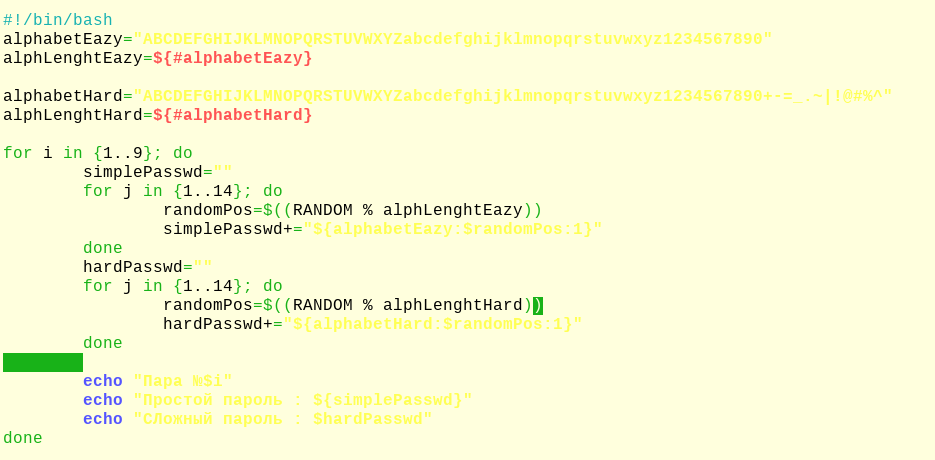 #!/bin/bash
alphabetEazy="ABCDEFGHIJKLMNOPQRSTUVWXYZabcdefghijklmnopqrstuvwxyz1234567890"
alphLenghtEazy=${#alphabetEazy}
alphabetHard="ABCDEFGHIJKLMNOPQRSTUVWXYZabcdefghijklmnopqrstuvwxyz1234567890+-=_.~|!@#%^"
alphLenghtHard=${#alphabetHard}
for i in {1..9}; do
simplePasswd=""
for j in {1..14}; do
randomPos=$((RANDOM % alphLenghtEazy))
simplePasswd+="${alphabetEazy:$randomPos:1}"
done
hardPasswd=""
for j in {1..14}; do
randomPos=$((RANDOM % alphLenghtHard))
hardPasswd+="${alphabetHard:$randomPos:1}"
done
echo "Пара №$i"
echo "Простой пароль : ${simplePasswd}"
echo "СЛожный пароль : $hardPasswd"
done